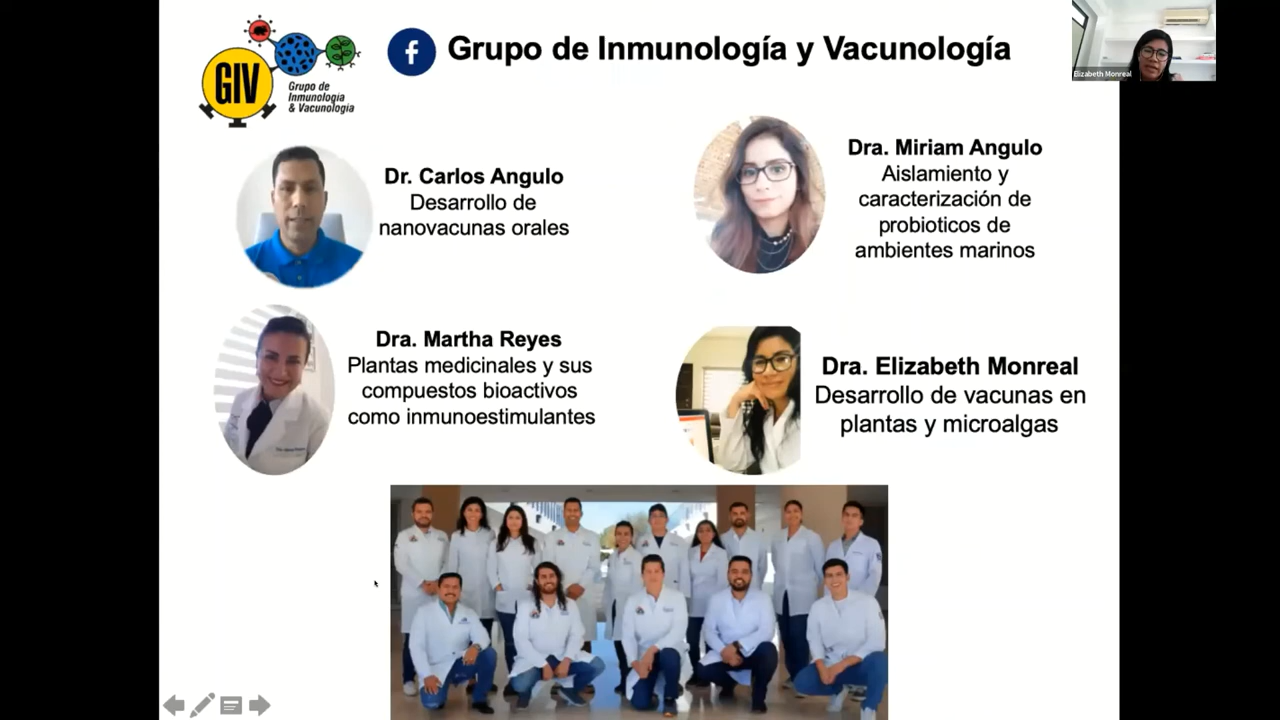 GIV
Grupo de
Inmunología
& Vacunología
f
Grupo de Inmunología y Vacunología
Elizabeth Monreal
Dr. Carlos Angulo
Desarrollo de
nanovacunas orales
Dra. Miriam Angulo
Aislamiento y
caracterización de
probioticos de
ambientes marinos
Dra. Martha Reyes
Plantas medicinales y sus
compuestos bioactivos
como inmunoestimulantes
Dra. Elizabeth Monreal
Desarrollo de vacunas en
plantas y microalgas